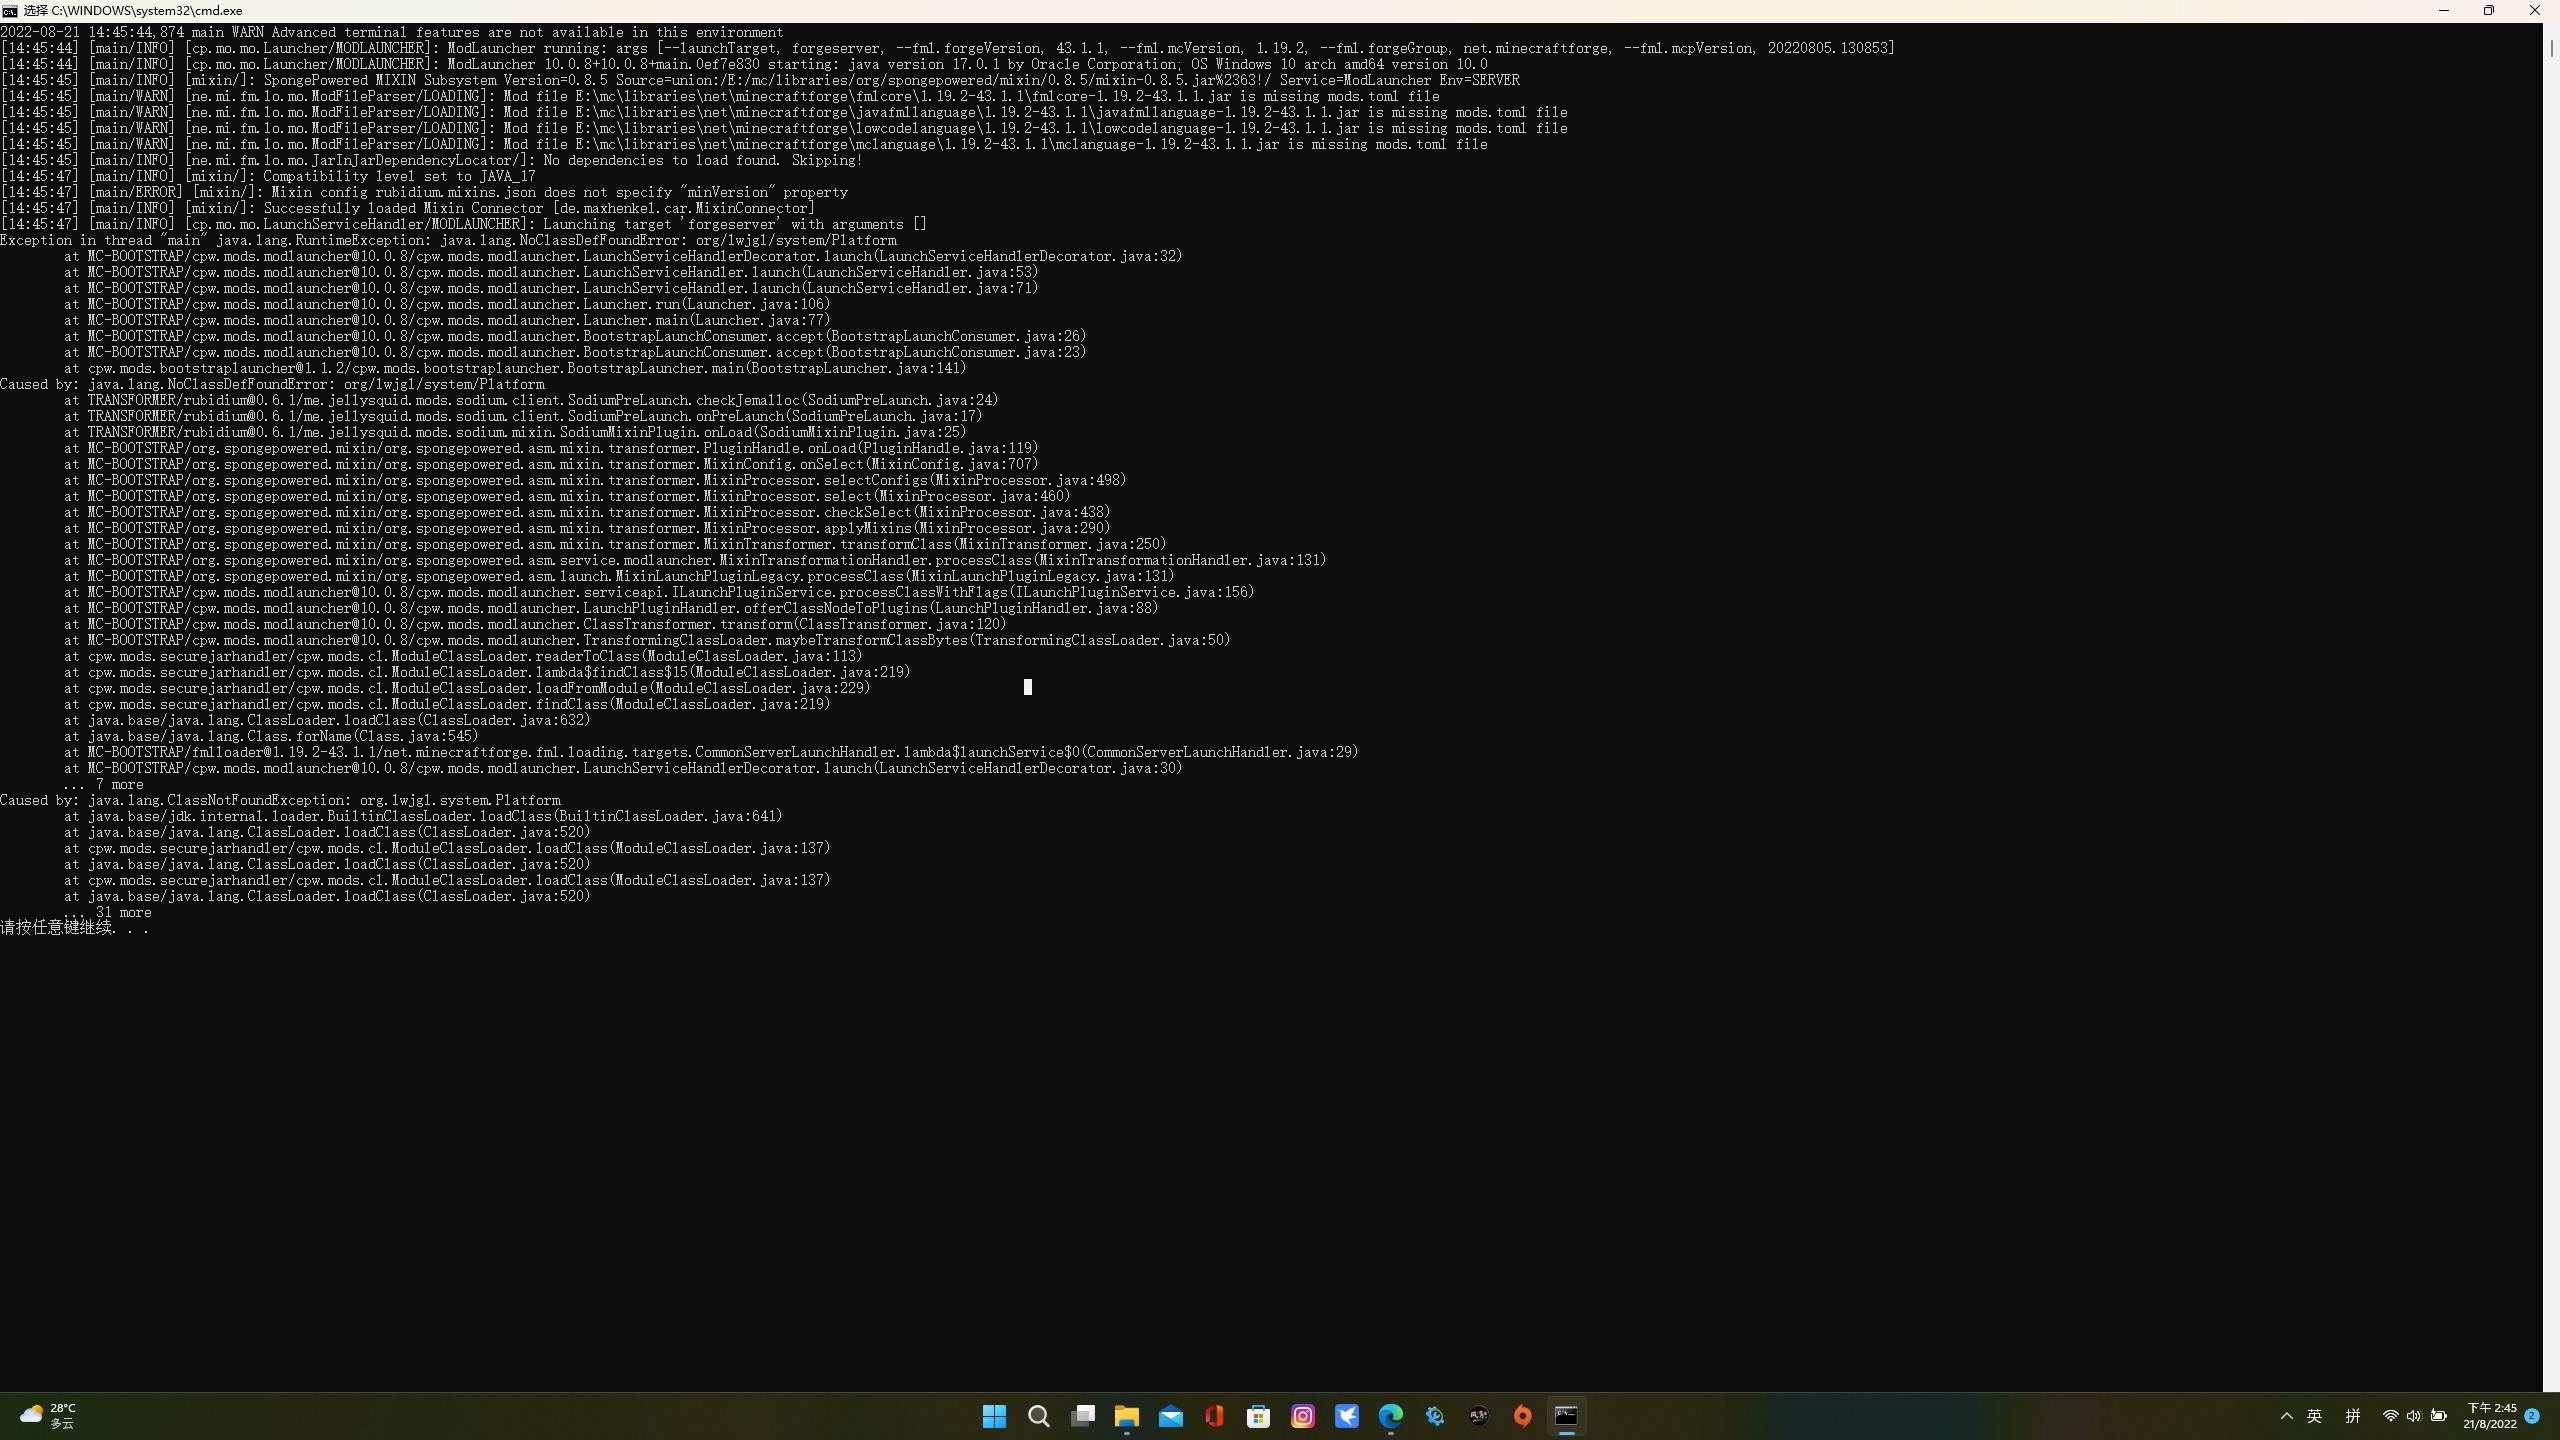 选择 C:\WINDOWS\system32\cmd.exe
2022-08-21 14:45:44,874 main WARN Advanced terminal features are not available in this environment
[14:45:44] [main/INFO] [cp.mo.mo.Launcher/MODLAUNCHER]: ModLauncher running: args [--launchTarget, forgeserver, --fml.forgeVersion, 43.1.1, --fml.mcVersion, 1.19.2, --fml.forgeGroup, net.minecraftforge, --fml.mcpVersion, 20220805.130853]
[14:45:44] [main/INFO] [cp.mo.mo.Launcher/MODLAUNCHER]: ModLauncher 10.0.8+10.0.8+main.0ef7e830 starting: java version 17.0.1 by Oracle Corporation; OS Windows 10 arch amd64 version 10.0
[14:45:45] [main/INFO] [mixin/]: SpongePowered MIXIN Subsystem Version=0.8.5 Source=union:/E:/mc/libraries/org/spongepowered/mixin/0.8.5/mixin-0.8.5.jar%2363!/ Service=ModLauncher Env=SERVER
[14:45:45] [main/WARN] [ne.mi.fm.lo.mo.ModFileParser/LOADING]: Mod file E:\mc\libraries\net\minecraftforge\fmlcore\1.19.2-43.1.1\fmlcore-1.19.2-43.1.1.jar is missing mods.toml file
[14:45:45] [main/WARN] [ne.mi.fm.lo.mo.ModFileParser/LOADING]: Mod file E:\mc\libraries\net\minecraftforge\javafmllanguage\1.19.2-43.1.1\javafmllanguage-1.19.2-43.1.1.jar is missing mods.toml file
[14:45:45] [main/WARN] [ne.mi.fm.lo.mo.ModFileParser/LOADING]: Mod file E:\mc\libraries\net\minecraftforge\lowcodelanguage\1.19.2-43.1.1\lowcodelanguage-1.19.2-43.1.1.jar is missing mods.toml file
[14:45:45] [main/WARN] [ne.mi.fm.lo.mo.ModFileParser/LOADING]: Mod file E:\mc\libraries\net\minecraftforge\mclanguage\1.19.2-43.1.1\mclanguage-1.19.2-43.1.1.jar is missing mods.toml file
[14:45:45] [main/INFO] [ne.mi.fm.lo.mo.JarInJarDependencyLocator/]: No dependencies to load found. Skipping!
[14:45:47] [main/INFO] [mixin/]: Compatibility level set to JAVA_17
[14:45:47] [main/ERROR] [mixin/]: Mixin config rubidium.mixins.json does not specify "minVersion" property
[14:45:47] [main/INFO] [mixin/]: Successfully loaded Mixin Connector [de.maxhenkel.car.MixinConnector]
[14:45:47] [main/INFO] [cp.mo.mo.LaunchServiceHandler/MODLAUNCHER]: Launching target 'forgeserver' with arguments []
Exception in thread "main" java.lang.RuntimeException: java.lang.NoClassDefFoundError: org/lwjgl/system/Platform
at MC-BOOTSTRAP/cpw.mods.modlauncher@10.0.8/cpw.mods.modlauncher.LaunchServiceHandlerDecorator.launch(LaunchServiceHandlerDecorator.java:32)
at MC-BOOTSTRAP/cpw.mods.modlauncher@10.0.8/cpw.mods.modlauncher.LaunchServiceHandler.launch(LaunchServiceHandler.java:53)
at MC-BOOTSTRAP/cpw.mods.modlauncher@10.0.8/cpw.mods.modlauncher.LaunchServiceHandler.launch(LaunchServiceHandler.java:71)
at MC-BOOTSTRAP/cpw.mods.modlauncher@10.0.8/cpw.mods.modlauncher.Launcher.run(Launcher.java:106)
at MC-BOOTSTRAP/cpw.mods.modlauncher@10.0.8/cpw.mods.modlauncher.Launcher.main(Launcher.java:77)
at MC-BOOTSTRAP/cpw.mods.modlauncher@10.0.8/cpw.mods.modlauncher.BootstrapLaunchConsumer.accept(BootstrapLaunchConsumer.java:26)
at MC-BOOTSTRAP/cpw.mods.modlauncher@10.0.8/cpw.mods.modlauncher.BootstrapLaunchConsumer.accept(BootstrapLaunchConsumer.java:23)
at cpw.mods.bootstraplauncher@1.1.2/cpw.mods.bootstraplauncher.BootstrapLauncher.main(BootstrapLauncher.java:141)
Caused by: java.lang.NoClassDefFoundError: org/lwjgl/system/Platform
at TRANSFORMER/rubidium@0.6.1/me.jellysquid.mods.sodium.client.SodiumPreLaunch.checkJemalloc(SodiumPreLaunch.java:24)
at TRANSFORMER/rubidium@0.6.1/me.jellysquid.mods.sodium.client.SodiumPreLaunch.onPreLaunch(SodiumPreLaunch.java:17)
at TRANSFORMER/rubidium@0.6.1/me.jellysquid.mods.sodium.mixin.SodiumMixinPlugin.onLoad(SodiumMixinPlugin.java:25)
at MC-BOOTSTRAP/org.spongepowered.mixin/org.spongepowered.asm.mixin.transformer.PluginHandle.onLoad(PluginHandle.java:119)
at MC-BOOTSTRAP/org.spongepowered.mixin/org.spongepowered.asm.mixin.transformer.MixinConfig.onSelect(MixinConfig.java:707)
at MC-BOOTSTRAP/org.spongepowered.mixin/org.spongepowered.asm.mixin.transformer.MixinProcessor.selectConfigs(MixinProcessor.java:498)
at MC-BOOTSTRAP/org.spongepowered.mixin/org.spongepowered.asm.mixin.transformer.MixinProcessor.select(MixinProcessor.java:460)
at MC-BOOTSTRAP/org.spongepowered.mixin/org.spongepowered.asm.mixin.transformer.MixinProcessor.checkSelect(MixinProcessor.java:438)
at MC-BOOTSTRAP/org.spongepowered.mixin/org.spongepowered.asm.mixin.transformer.MixinProcessor.applyMixins(MixinProcessor.java:290)
at MC-BOOTSTRAP/org.spongepowered.mixin/org.spongepowered.asm.mixin.transformer.MixinTransformer.transformClass(MixinTransformer.java:250)
at MC-BOOTSTRAP/org.spongepowered.mixin/org.spongepowered.asm.service.modlauncher.MixinTransformationHandler.processClass(MixinTransformationHandler.java:131)
at MC-BOOTSTRAP/org.spongepowered.mixin/org.spongepowered.asm.launch.MixinLaunchPluginLegacy.processClass(MixinLaunchPluginLegacy.java:131)
at MC-BOOTSTRAP/cpw.mods.modlauncher@10.0.8/cpw.mods.modlauncher.serviceapi.ILaunchPluginService.processClassWithFlags(ILaunchPluginService.java:156)
at MC-BOOTSTRAP/cpw.mods.modlauncher@10.0.8/cpw.mods.modlauncher.LaunchPluginHandler.offerClassNodeToPlugins(LaunchPluginHandler.java:88)
at MC-BOOTSTRAP/cpw.mods.modlauncher@10.0.8/cpw.mods.modlauncher.ClassTransformer.transform(ClassTransformer.java:120)
at MC-BOOTSTRAP/cpw.mods.modlauncher@10.0.8/cpw.mods.modlauncher.TransformingClassLoader.maybeTransformClassBytes(TransformingClassLoader.java:50)
at cpw.mods.securejarhandler/cpw.mods.cl.ModuleClassLoader.readerToClass(ModuleClassLoader.java:113)
at cpw.mods.securejarhandler/cpw.mods.cl.ModuleClassLoader.lambda$findClass$15(ModuleClassLoader.java:219)
at cpw.mods.securejarhandler/cpw.mods.cl.ModuleClassLoader.loadFromModule(ModuleClassLoader.java:229)
at cpw.mods.securejarhandler/cpw.mods.cl.ModuleClassLoader.findClass(ModuleClassLoader.java:219)
at java.base/java.lang.ClassLoader.loadClass(ClassLoader.java:632)
at java.base/java.lang.Class.forName(Class.java:545)
at MC-BOOTSTRAP/fmlloader@1.19.2-43.1.1/net.minecraftforge.fml.loading.targets.CommonServerLaunchHandler.lambda$launchService$0(CommonServerLaunchHandler.java:29)
at MC-BOOTSTRAP/cpw.mods.modlauncher@10.0.8/cpw.mods.modlauncher.LaunchServiceHandlerDecorator.launch(LaunchServiceHandlerDecorator.java:30)
... 7 more
Caused by: java.lang.ClassNotFoundException: org.lwjgl.system.Platform
at java.base/jdk.internal.loader.BuiltinClassLoader.loadClass(BuiltinClassLoader.java:641)
at java.base/java.lang.ClassLoader.loadClass(ClassLoader.java:520)
at cpw.mods.securejarhandler/cpw.mods.cl.ModuleClassLoader.loadClass(ModuleClassLoader.java:137)
at java.base/java.lang.ClassLoader.loadClass(ClassLoader.java:520)
at cpw.mods.securejarhandler/cpw.mods.cl.ModuleClassLoader.loadClass(ModuleClassLoader.java:137)
at java.base/java.lang.ClassLoader.loadClass(ClassLoader.java:520)
... 31 more
请按任意键继续. . .
28°C
多云
英 拼
下午 2:45
21/8/2022
2